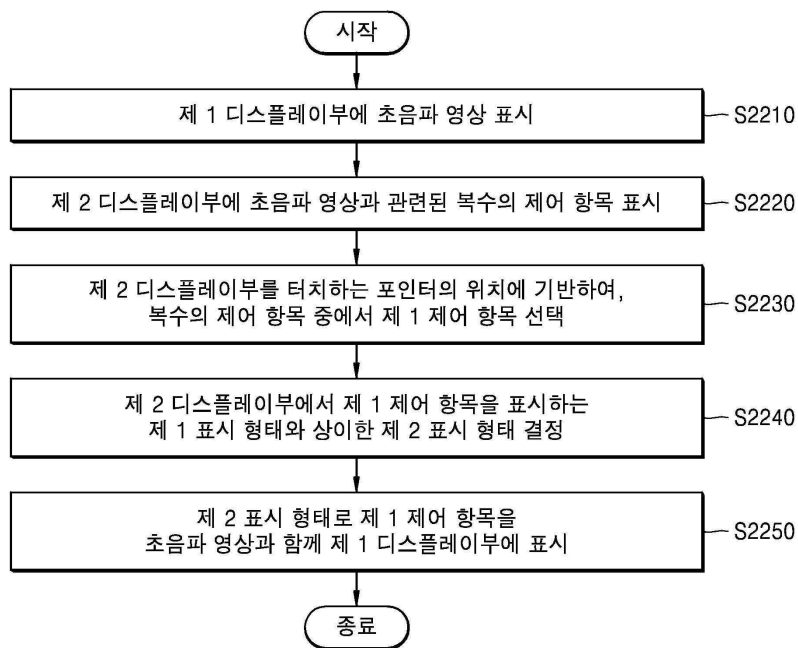 시작
제 1 디스플레이부에 초음파 영상 표시
S2210
제 2 디스플레이부에 초음파 영상과 관련된 복수의 제어 항목 표시
S2220
제 2 디스플레이부를 터치하는 포인터의 위치에 기반하여,
복수의 제어 항목 중에서 제 1 제어 항목 선택
S2230
제 2 디스플레이부에서 제 1 제어 항목을 표시하는
제 1 표시 형태와 상이한 제 2 표시 형태 결정
S2240
제 2 표시 형태로 제 1 제어 항목을
초음파 영상과 함께 제 1 디스플레이부에 표시
S2250
종료